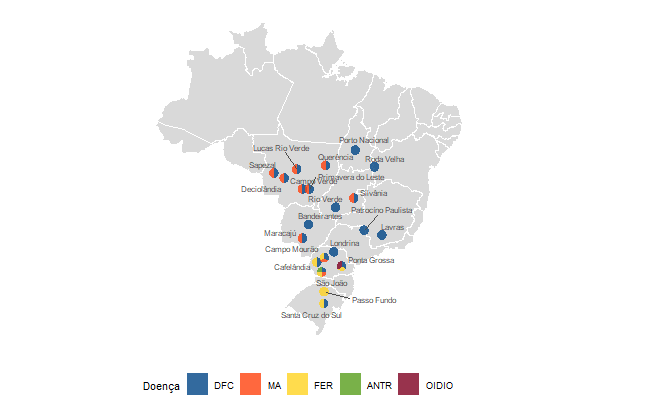 Porto Nacional
Lucas Rio Verde
Querência
Roda Velha
Sapezal
Campo Verde
Primavera do Leste
Deciolândia
Silvânia
Rio Verde
Patrocino Paulista
Bandeirantes
Lavras
Maracajú
Londrina
Campo Mourão
Ponta Grossa
Cafelândia
São João
Passo Fundo
Santa Cruz do Sul
Doença DFC MA FER ANTR OIDIO